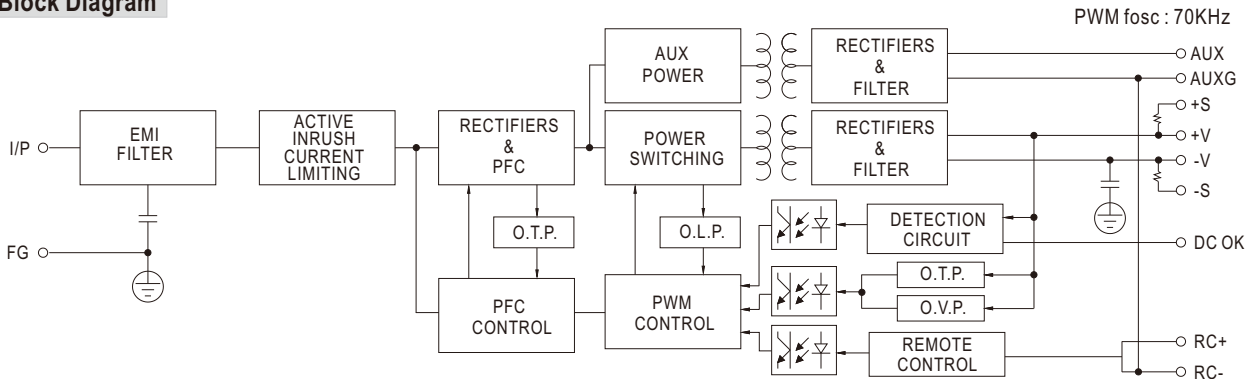 Block Diagram
PWM fosc : 70KHz
I/P
FG
EMI
FILTER
ACTIVE
INRUSH
CURRENT
LIMITING
RECTIFIERS
&
PFC
O.T.P.
PFC
CONTROL
AUX
POWER
POWER
SWITCHING
O.L.P.
PWM
CONTROL
RECTIFIERS
&
FILTER
RECTIFIERS
&
FILTER
DETECTION
CIRCUIT
O.T.P.
O.V.P.
REMOTE
CONTROL
AUX
AUXG
+S
+V
-V
-S
DC OK
RC+
RC-